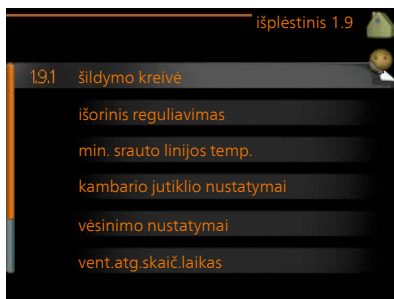 išplėstinis 1.9
1.9.1 šildymo kreivė
išorinis reguliavimas
min. srauto linijos temp.
kambario jutiklio nustatymai
vėsinimo nustatymai
vent.atg.skaič.laikas